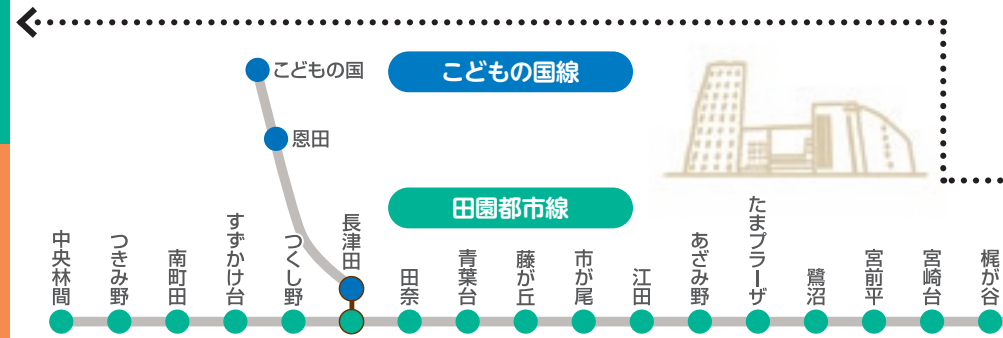 こどもの国
こどもの国線
恩田
田園都市線
中央林間
つきみ野
南町田
すずかけ台
つくし野
長津田
田奈
青葉台
藤が丘
市が尾
江田
あざみ野
たまプラーザ
鷺沼
宮前平
宮崎台
梶が谷